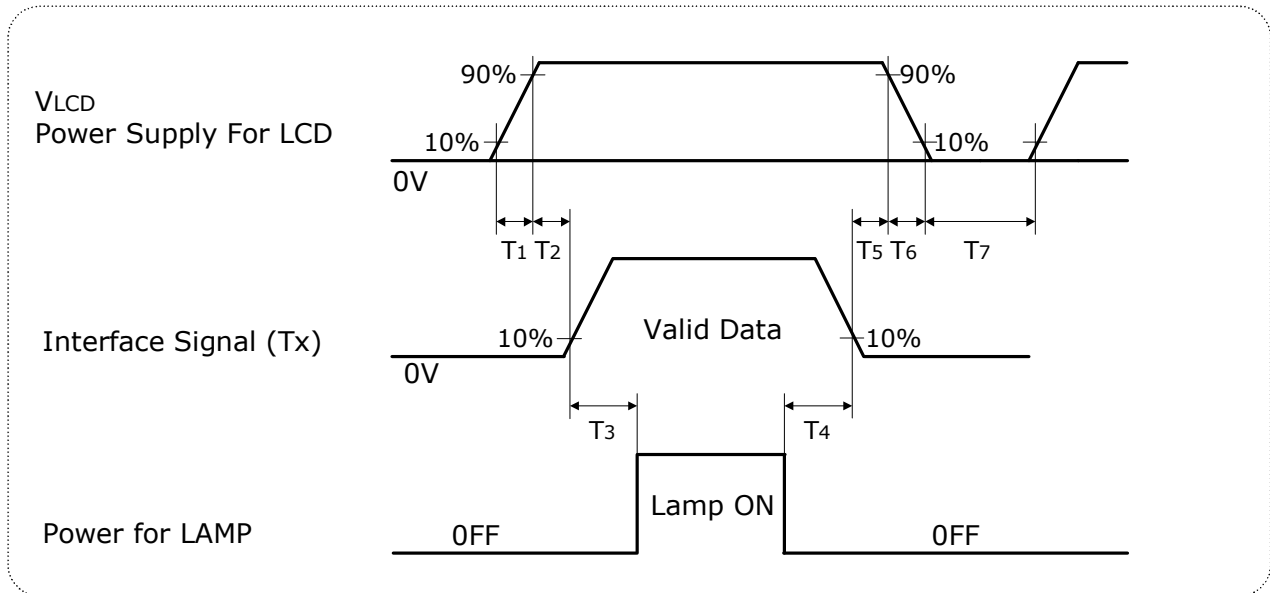 VLCD
Power Supply For LCD
90%
90%
10%
10%
0V
T1 T2
T5 T6
T7
Interface Signal (Tx)
10%
Valid Data
10%
0V
T3
T4
Power for LAMP
0FF
Lamp ON
0FF